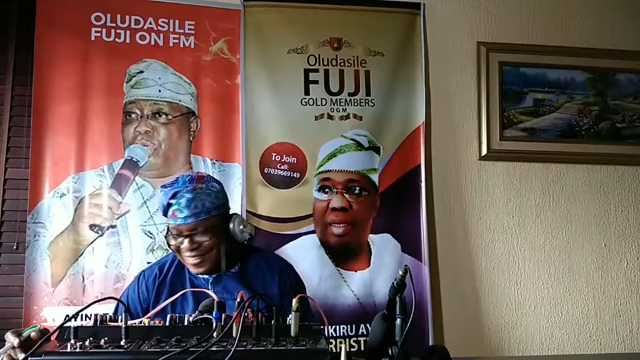 OLUDASILE
FUJI ON FM
Oludasile
FUJI
GOLD MEMBERS
OGM
To Join
Call:
07039669149